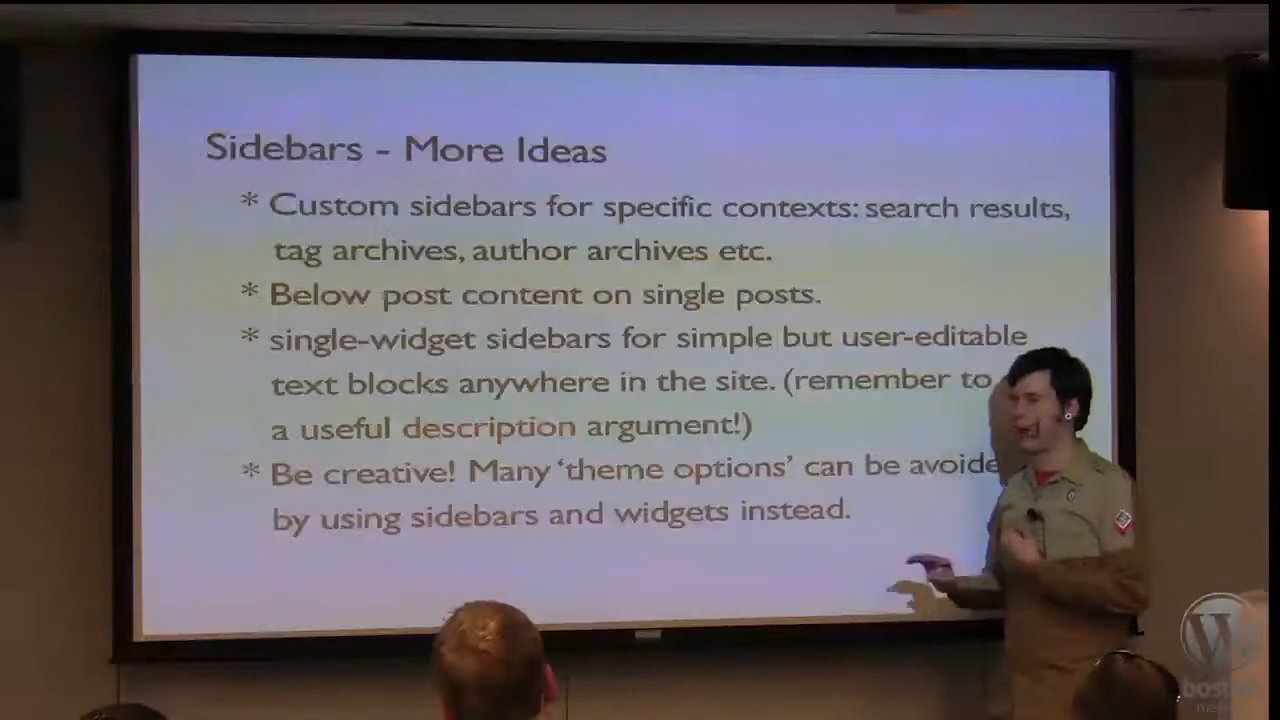 Sidebars - More Ideas
* Custom sidebars for specific contexts: search results,
tag archives, author archives etc.
* Below post content on single posts.
* single-widget sidebars for simple but user-editable
text blocks anywhere in the site. (remember to
a useful description argument!)
* Be creative! Many 'theme options' can be avoide
by using sidebars and widgets instead.